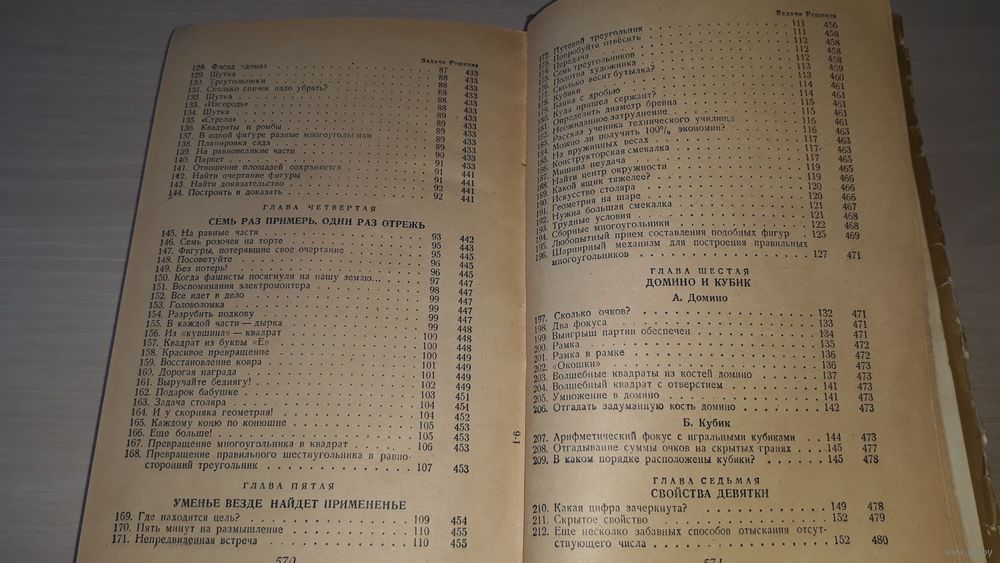 Задачи Решения
128. Фасад «дома» 87 433
129. Шутка 88 433
130. Треугольники 88 433
131. Сколько спичек надо убрать? 88 433
132. Шутка 88 433
133. «Изгородь» 88 433
134. Шутка 89 433
135. «Стрела» 89 433
136. Квадраты и ромбы 89 433
137. В одной фигуре разные многоугольники 89 433
138. Планировка сада 89 433
139. На равновеликие части 90 433
140. Паркет 91 433
141. Отношение площадей сохраняется 91 433
142. Найти очертание фигуры 91 441
143. Найти доказательство 92 441
144. Построить и доказать 92 441
ГЛАВА ЧЕТВЕРТАЯ
СЕМЬ РАЗ ПРИМЕРЬ, ОДИН РАЗ ОТРЕЖЬ
145. На равные части 93 442
146. Семь розочек на торте 95 443
147. Фигуры, потерявшие свое очертание 95 445
148. Посоветуйте 95 445
149. Без потерь! 96 445
150. Когда фашисты посягнули на нашу землю... 96 445
151. Воспоминания электромонтера 98 447
152. Все идет в дело 99 447
153. Головоломка 99 447
154. Разрубить подкову 99 447
155. В каждой части — дырка 99 447
156. Из «кувшина» — квадрат 99 448
157. Квадрат из буквы «Е» 100 448
158. Красивое превращение 100 449
159. Восстановление ковра 100 449
160. Дорогая награда 101 449
161. Выручайте беднягу! 102 449
162. Подарок бабушке 103 451
163. Задача столяра 104 451
164. И у скорняка геометрия! 104 452
165. Каждому коню по конюшне 105 453
166. Еще больше! 105 453
167. Превращение многоугольника в квадрат 106 453
168. Превращение правильного шестиугольника в равно-
сторонний треугольник 107 453
ГЛАВА ПЯТАЯ
УМЕНЬЕ ВЕЗДЕ НАЙДЕТ ПРИМЕНЕНЬЕ
169. Где находится цель? 109 454
170. Пять минут на размышление 110 455
171. Непредвиденная встреча 110 455
570
Задачи Решения
172. Путевой треугольник 111 456
173. Попробуйте отвесить 111 458
174. Передача 112 458
175. Семь треугольников 112 458
176. Полотна художника 112 458
177. Сколько весит бутылка? 113 459
178. Кубики 113 460
179. Банка с дробью 114 461
180. Куда пришел сержант? 114 461
181. Определить диаметр бревна 115 461
182. Неожиданное затруднение 115 461
183. Рассказ ученика технического училища 116 461
184. Можно ли получить 100% экономии? 116 463
185. На пружинных весах 117 463
186. Конструкторская смекалка 117 463
187. Мишина неудача 117 465
188. Найти центр окружности 119 465
189. Какой ящик тяжелее? 119 466
190. Искусство столяра 120 466
191. Геометрия на шаре 120 466
192. Нужна большая смекалка 121 467
193. Трудные условия 121 468
194. Сборные многоугольники 122 468
195. Любопытный прием составления подобных фигур 125 469
196. Шарнирный механизм для построения правильных
многоугольников 127 471
ГЛАВА ШЕСТАЯ
ДОМИНО И КУБИК
А. Домино
197. Сколько очков? 132 471
198. Два фокуса 133 471
199. Выигрыш партии обеспечен 134 471
200. Рамка 135 472
201. Рамка в рамке 136 472
202. «Окошки» 136 473
203. Волшебные квадраты из костей домино 137 473
204. Волшебный квадрат с отверстием 141 473
205. Умножение в домино 141 473
206. Отгадать задуманную кость домино 142 473
Б. Кубик
207. Арифметический фокус с игральными кубиками 144 473
208. Отгадывание суммы очков на скрытых гранях 145 477
209. В каком порядке расположены кубики? 145 478
ГЛАВА СЕДЬМАЯ
СВОЙСТВА ДЕВЯТКИ
210. Какая цифра зачеркнута? 149 478
211. Скрытое свойство 152 479
212. Еще несколько забавных способов отыскания отсут-
ствующего числа 152 480
571